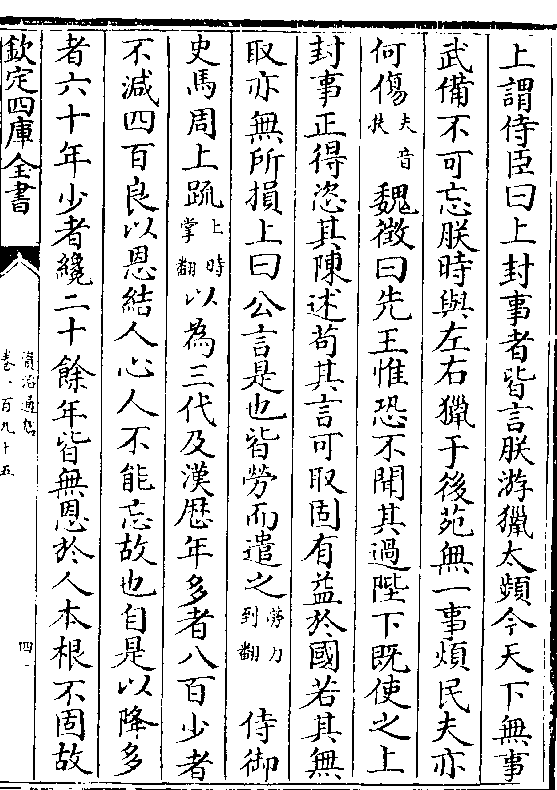 上謂侍臣曰上封事者皆言朕游獵太頻今天下無事
武備不可忘朕時與左右獵于後苑無一事煩民夫亦
何傷夫音扶魏徵曰先王惟恐不聞其過陛下既使之上
封事正得恣其陳述苟其言可取固有益於國若其無
取亦無所損上曰公言是也皆勞而遣之勞力到翻侍御
史馬周上疏上時掌翻以為三代及漢歷年多者八百少者
不減四百良以恩結人心人不能忘故也自是以降多
者六十年少者纔二十餘年皆無恩於人本根不固故
欽定四庫全書
資治通鑑
卷一百九十五
四